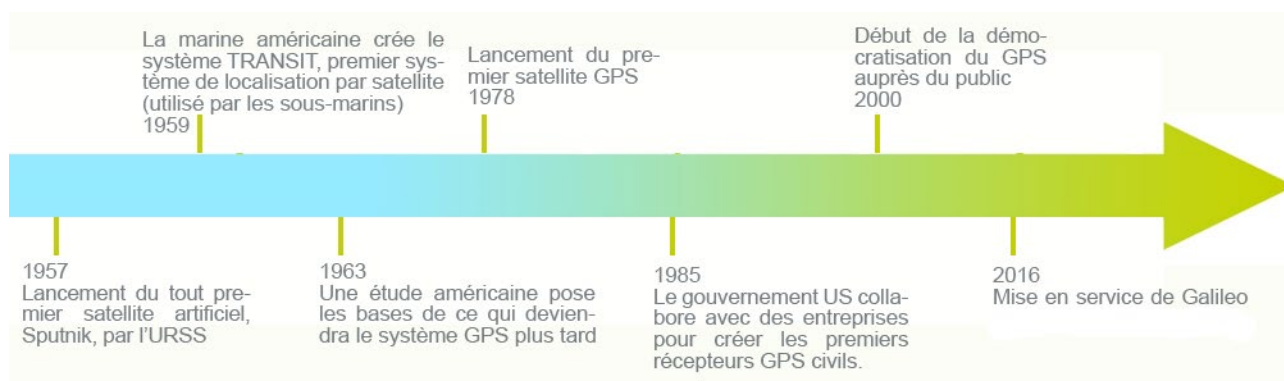 La marine américaine crée le
système TRANSIT, premier sys-
tème de localisation par satellite
(utilisé par les sous-marins)
1959
Lancement du pre-
mier satellite GPS
1978
Début de la démo-
cratisation du GPS
auprès du public
2000
1957
Lancement du tout pre-
mier satellite artificiel,
Sputnik, par l'URSS
1963
Une étude américaine pose
les bases de ce qui devien-
dra le système GPS plus tard
1985
Le gouvernement US colla-
bore avec des entreprises
pour créer les premiers
récepteurs GPS civils.
2016
Mise en service de Galileo